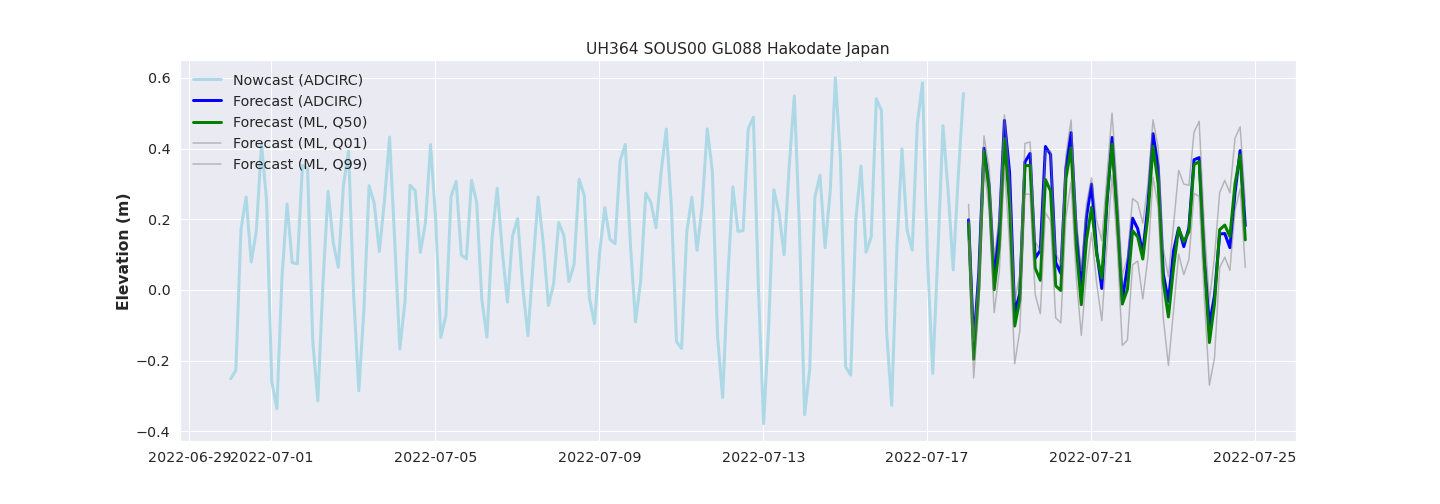 UH364 SOUS00 GL088 Hakodate Japan
Nowcast (ADCIRC)
Forecast (ADCIRC)
Forecast (ML, Q50)
Forecast (ML, Q01)
Forecast (ML, Q99)
Elevation (m)
0.6
0.4
0.2
0.0
−0.2
−0.4
2022-06-29
2022-07-01
2022-07-05
2022-07-09
2022-07-13
2022-07-17
2022-07-21
2022-07-25